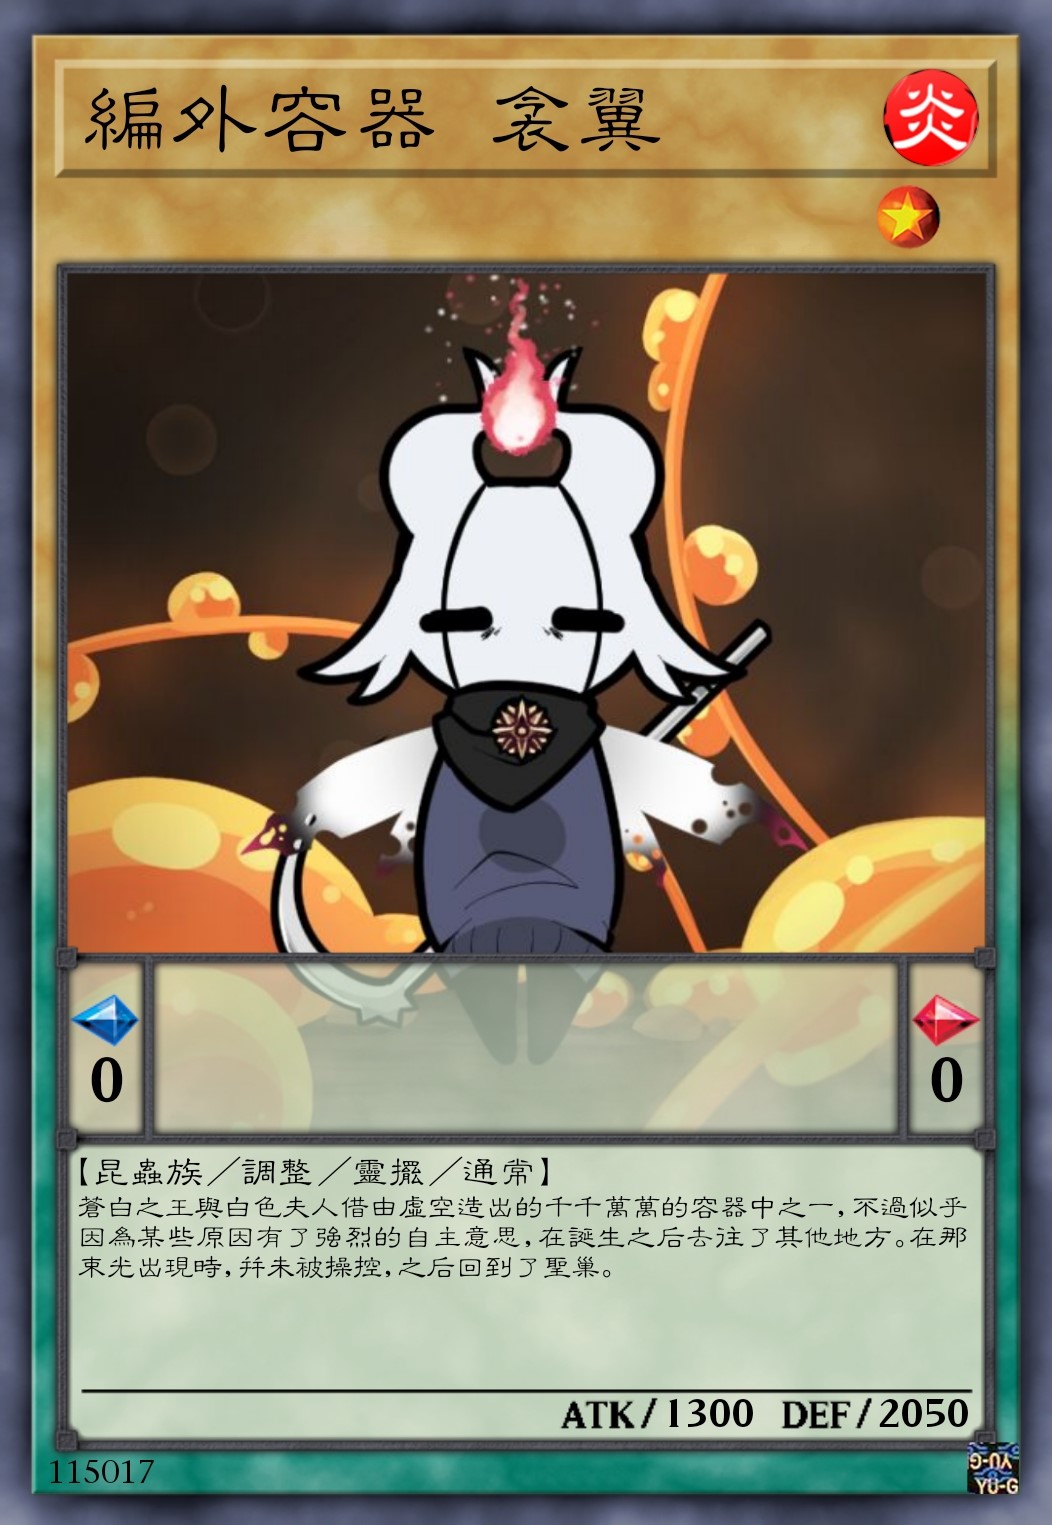 編外容器 衾翼
炎
0
0
【昆蟲族／調整／靈擺／通常】
蒼白之王與白色夫人借由虛空造出的千千萬萬的容器中之一,不過似乎
因為某些原因有了強烈的自主意思,在誕生之后去往了其他地方。在那
束光出現時,并未被操控,之后回到了聖巢。
ATK/1300 DEF/2050
115017
YU-G
YU-G